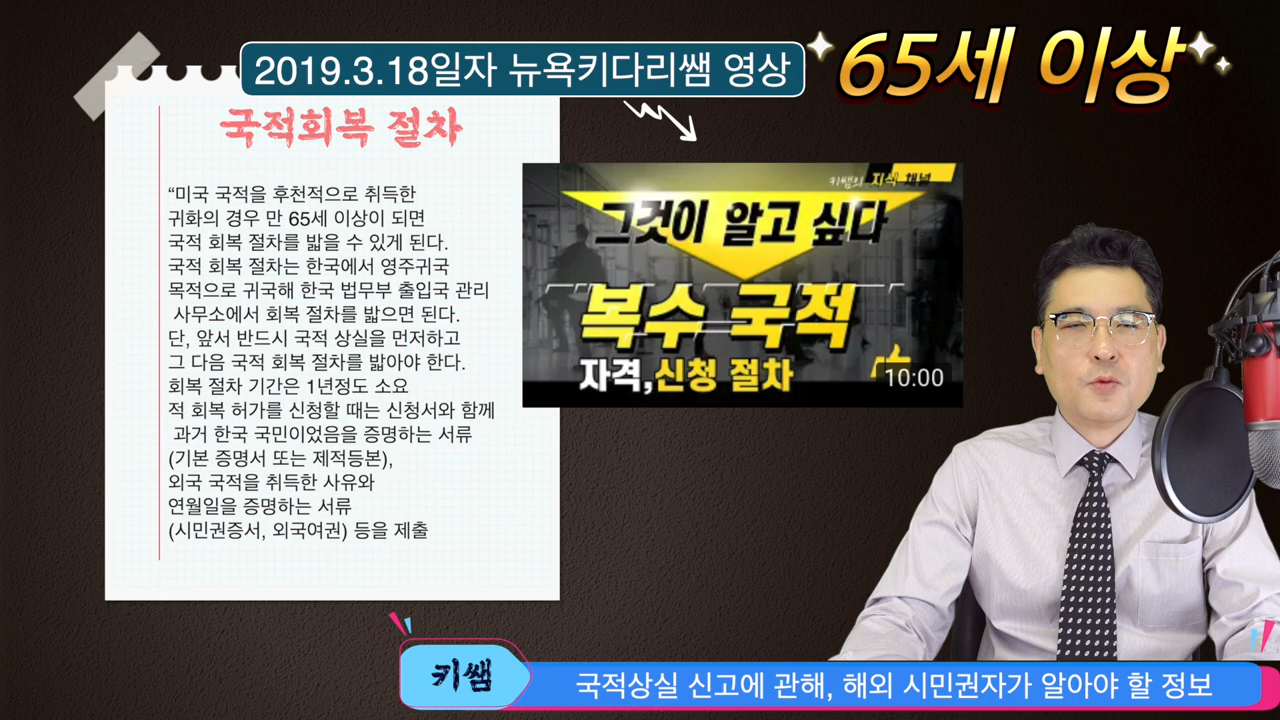 2019.3.18일자 뉴욕키다리쌤 영상
65세 이상
국적회복 절차
“미국 국적을 후천적으로 취득한
귀화의 경우 만 65세 이상이 되면
국적 회복 절차를 밟을 수 있게 된다.
국적 회복 절차는 한국에서 영주귀국
목적으로 귀국해 한국 법무부 출입국 관리
사무소에서 회복 절차를 밟으면 된다.
단, 앞서 반드시 국적 상실을 먼저하고
그 다음 국적 회복 절차를 밟아야 한다.
회복 절차 기간은 1년정도 소요
적 회복 허가를 신청할 때는 신청서와 함께
과거 한국 국민이었음을 증명하는 서류
(기본 증명서 또는 제적등본),
외국 국적을 취득한 사유와
연월일을 증명하는 서류
(시민권증서, 외국여권) 등을 제출
키쌤의 지식 채널
그것이 알고 싶다
복수 국적
자격,신청 절차
10:00
키쌤
국적상실 신고에 관해, 해외 시민권자가 알아야 할 정보